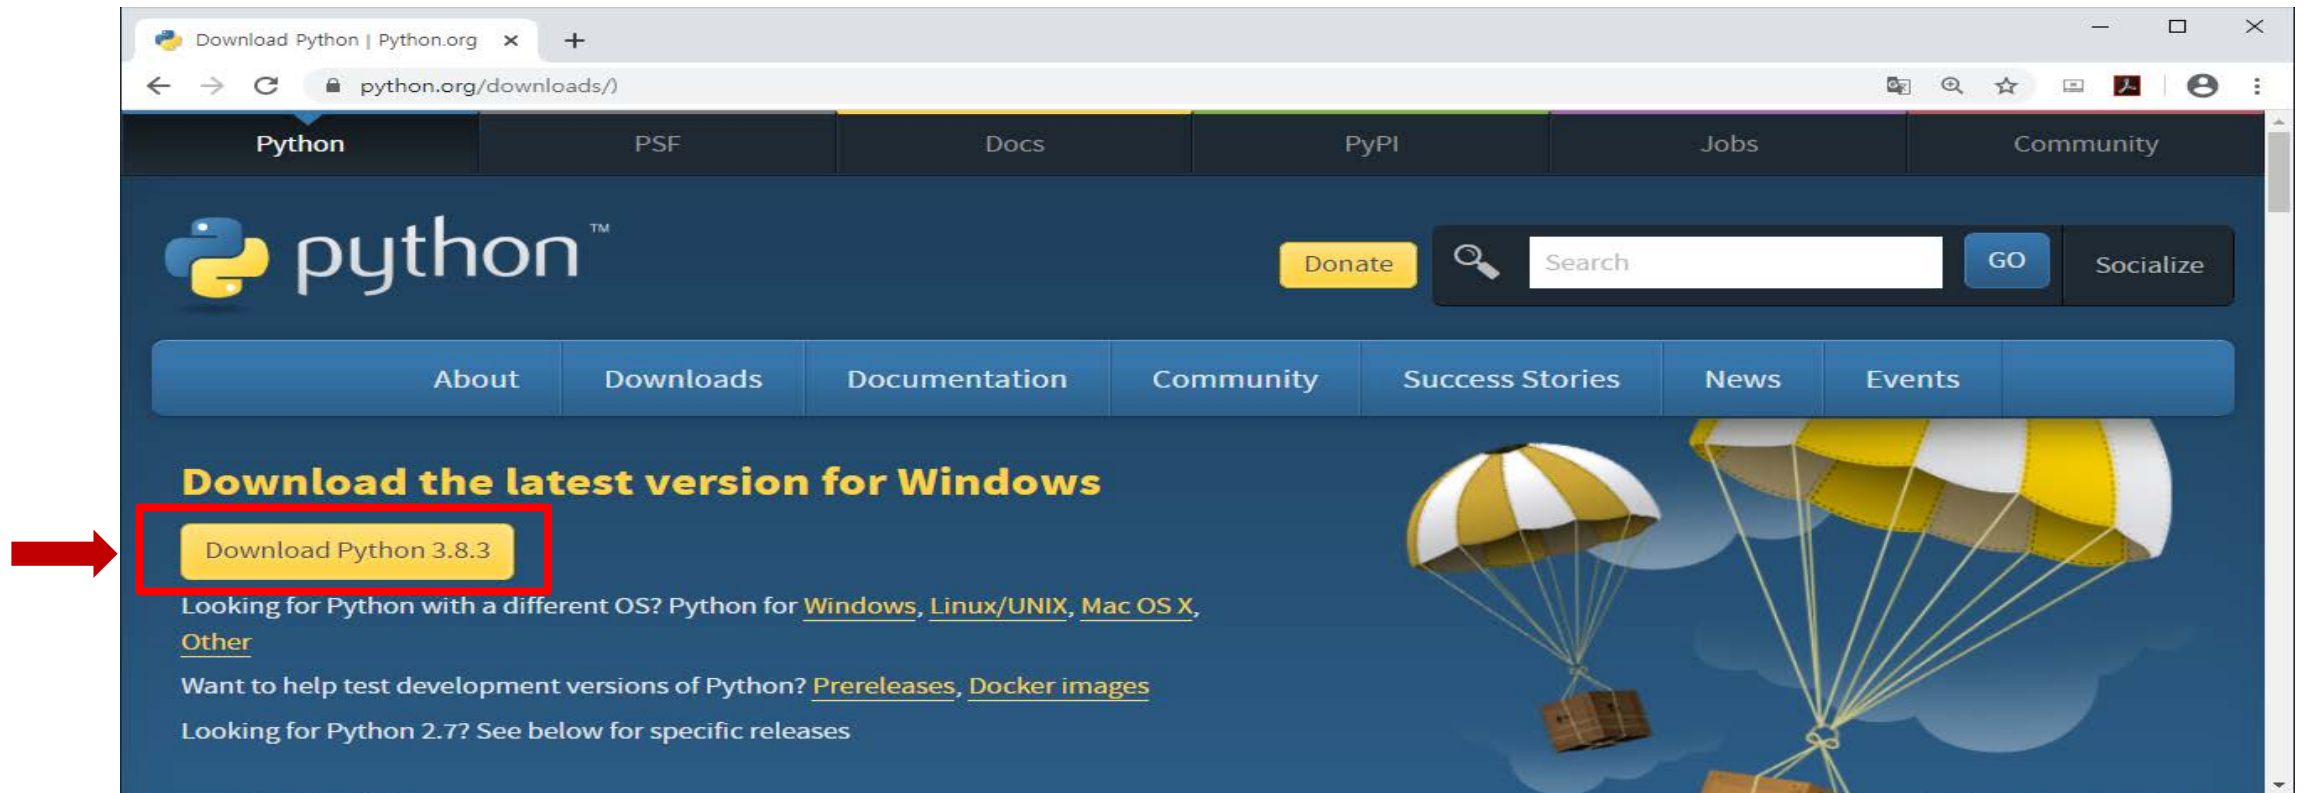 Download Python | Python.org
python.org/downloads/)
Python PSF Docs PyPI Jobs Community
python™
Donate Search GO Socialize
About Downloads Documentation Community Success Stories News Events
Download the latest version for Windows
Download Python 3.8.3
Looking for Python with a different OS? Python for Windows, Linux/UNIX, Mac OS X,
Other
Want to help test development versions of Python? Prereleases, Docker images
Looking for Python 2.7? See below for specific releases